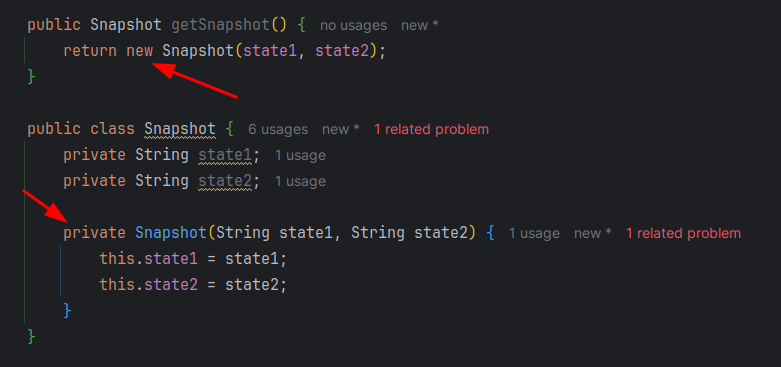 public Snapshot getSnapshot() {   no usages   new *
    return new Snapshot(state1, state2);
}
public class Snapshot {   6 usages   new *   1 related problem
    private String state1;   1 usage
    private String state2;   1 usage
    private Snapshot(String state1, String state2) {   1 usage   new *   1 related problem
        this.state1 = state1;
        this.state2 = state2;
    }
}